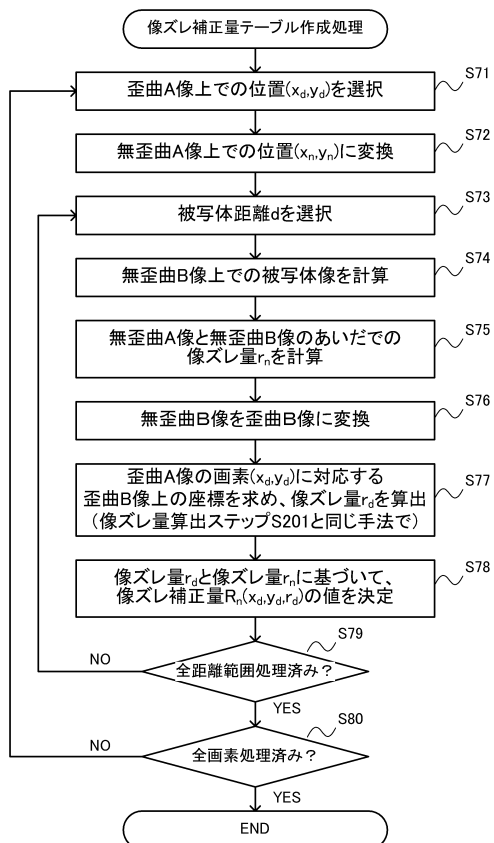 像ズレ補正量テーブル作成処理
S71
歪曲A像上での位置(xd,yd)を選択
S72
無歪曲A像上での位置(xn,yn)に変換
S73
被写体距離dを選択
S74
無歪曲B像上での被写体像を計算
S75
無歪曲A像と無歪曲B像のあいだでの
像ズレ量rnを計算
S76
無歪曲B像を歪曲B像に変換
S77
歪曲A像の画素(xd,yd)に対応する
歪曲B像上の座標を求め、像ズレ量rdを算出
(像ズレ量算出ステップS201と同じ手法で)
S78
像ズレ量rdと像ズレ量rnに基づいて、
像ズレ補正量Rn(xd,yd,rd)の値を決定
S79
NO
全距離範囲処理済み?
YES
S80
NO
全画素処理済み?
YES
END